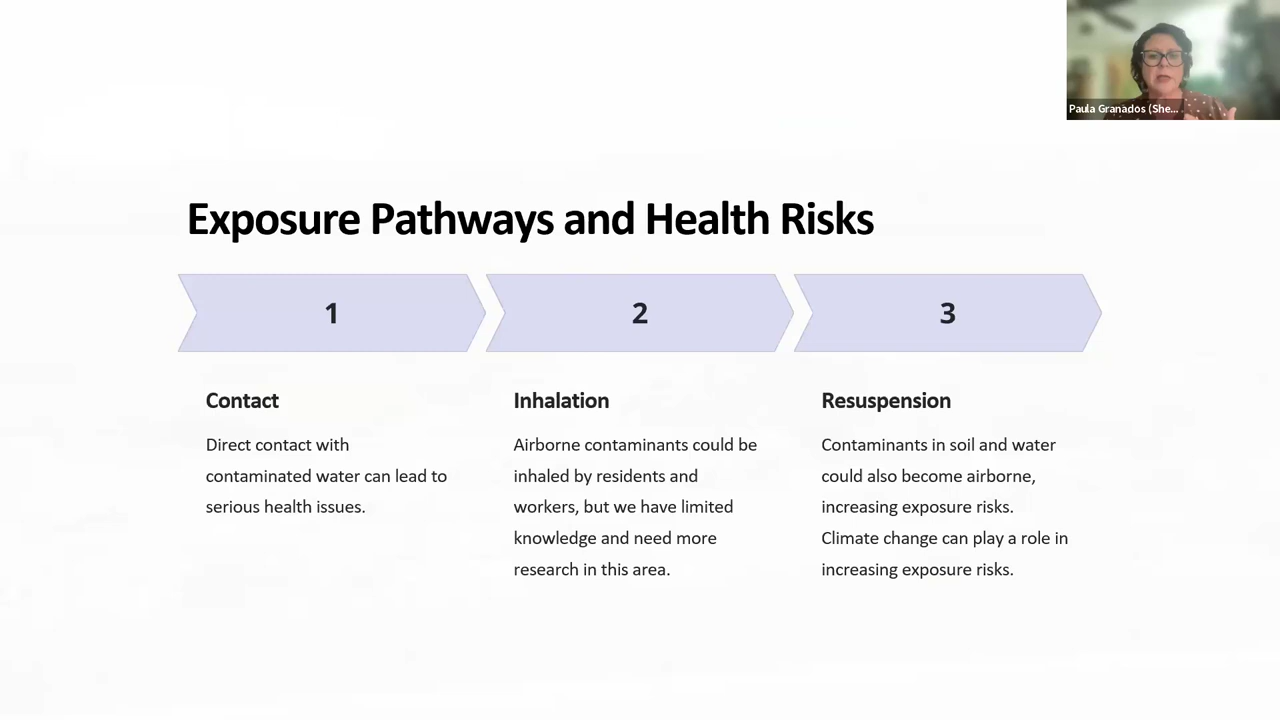 Paula Granados (She...
Exposure Pathways and Health Risks
1
2
3
Contact
Direct contact with
contaminated water can lead to
serious health issues.
Inhalation
Airborne contaminants could be
inhaled by residents and
workers, but we have limited
knowledge and need more
research in this area.
Resuspension
Contaminants in soil and water
could also become airborne,
increasing exposure risks.
Climate change can play a role in
increasing exposure risks.